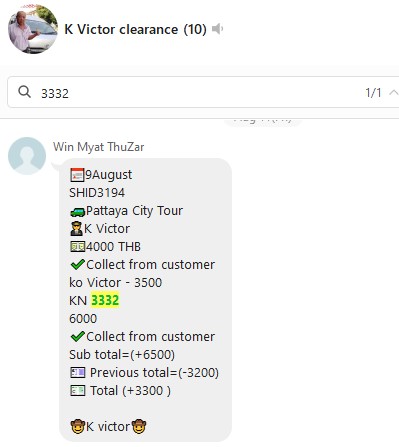 K Victor clearance (10)
3332
1/1
Win Myat ThuZar
9August
SHID3194
Pattaya City Tour
K Victor
4000 THB
Collect from customer
ko Victor - 3500
KN 3332
6000
Collect from customer
Sub total=(+6500)
Previous total=(-3200)
Total (+3300 )
K victor